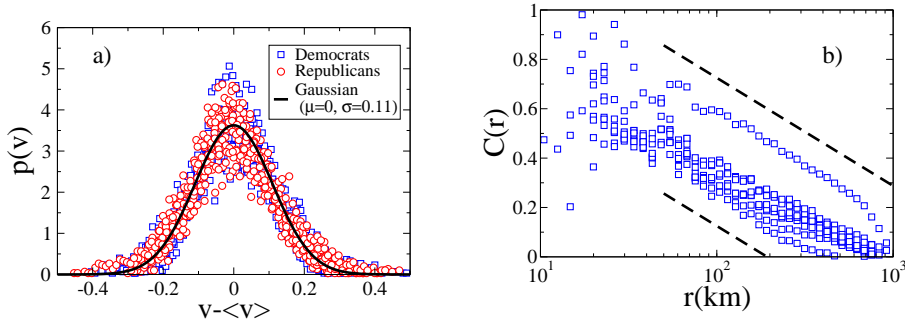 a)
Democrats
Republicans
Gaussian
(μ=0, σ=0.11)
p(v)
6
5
4
3
2
1
0
-0.4 -0.2 0 0.2 0.4
v-<v>
b)
C(r)
1
0.8
0.6
0.4
0.2
0
10^1 10^2 10^3
r(km)